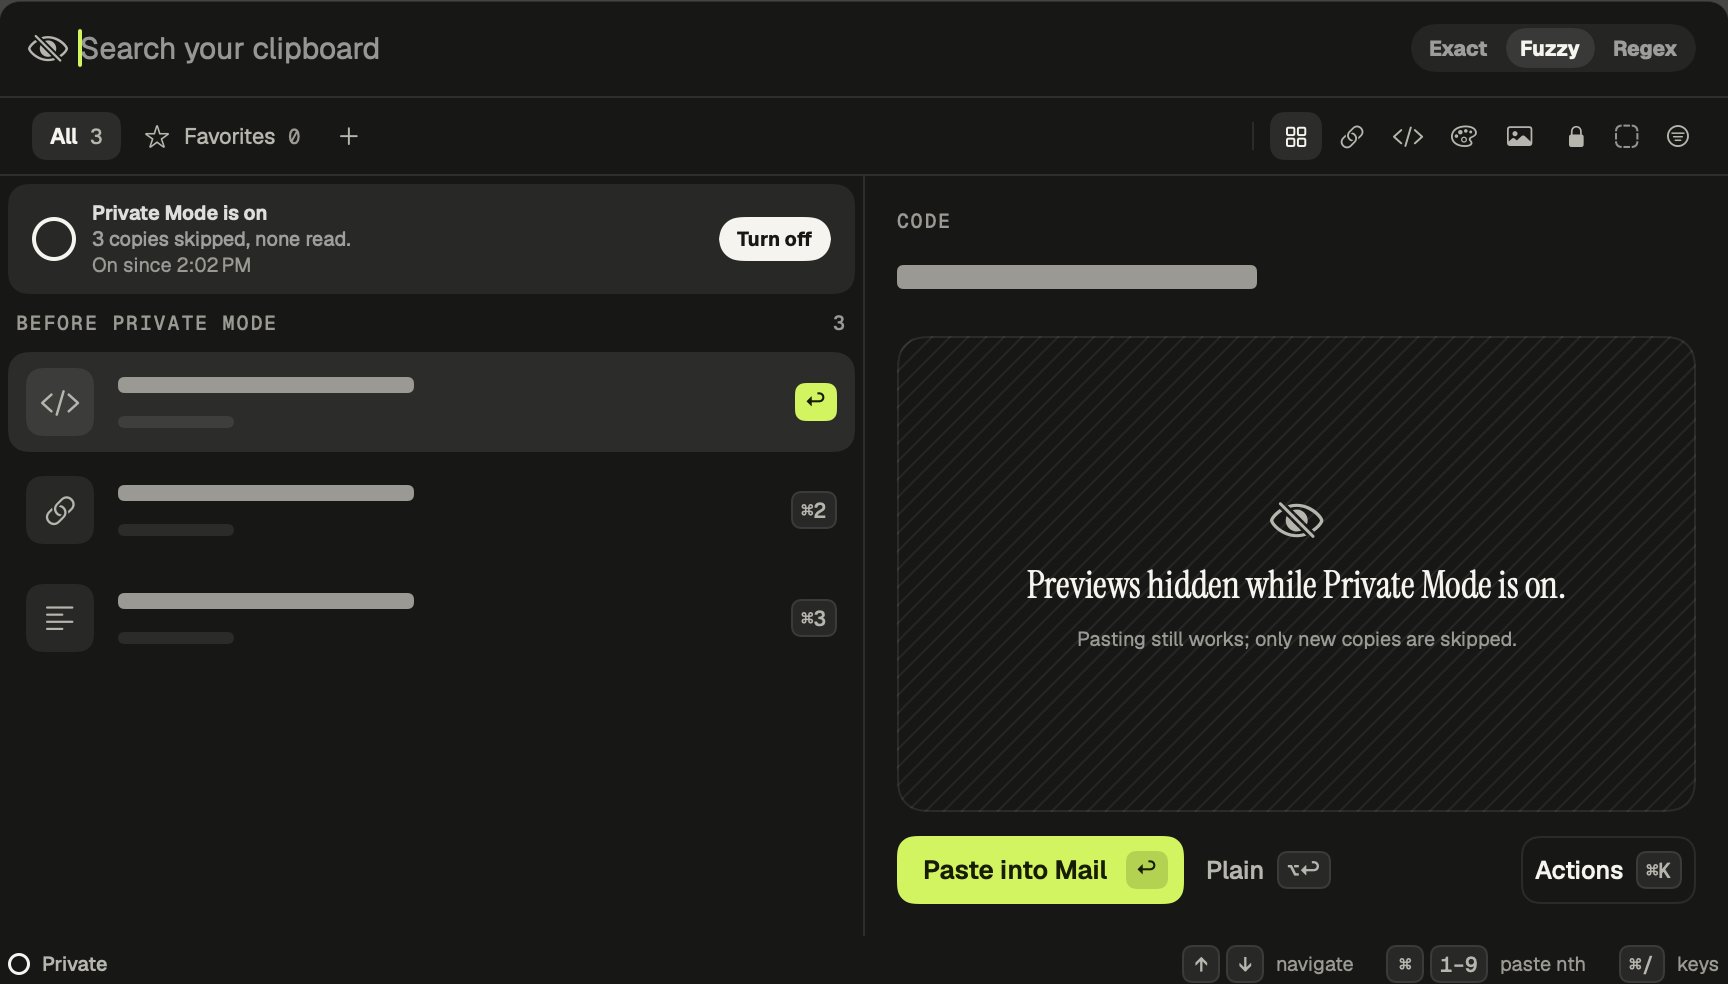 Search your clipboard
Exact Fuzzy Regex
All 3 Favorites 0 +
Private Mode is on
3 copies skipped, none read.
On since 2:02 PM
Turn off
BEFORE PRIVATE MODE 3
⌘2
⌘3
CODE
Previews hidden while Private Mode is on.
Pasting still works; only new copies are skipped.
Paste into Mail ↩ Plain ⌥↩ Actions ⌘K
Private ↑ ↓ navigate ⌘ 1–9 paste nth ⌘/ keys